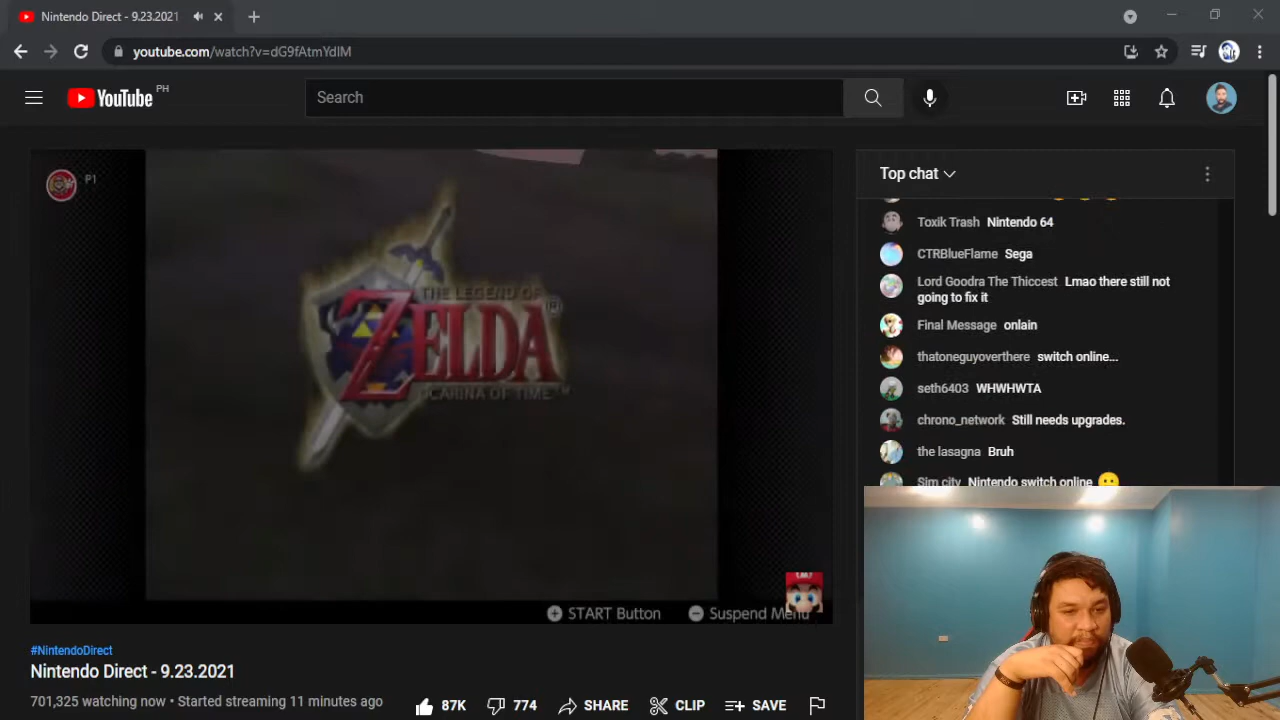 Nintendo Direct - 9.23.2021
youtube.com/watch?v=dG9fAtmYdlM
YouTube PH
Search
P1
THE LEGEND OF
ZELDA®
OCARINA OF TIME™
START Button
Suspend Menu
Top chat
Toxik Trash Nintendo 64
CTRBlueFlame Sega
Lord Goodra The Thiccest Lmao there still not
going to fix it
Final Message onlain
thatoneguyoverthere switch online...
seth6403 WHWHWTA
chrono_network Still needs upgrades.
the lasagna Bruh
Sim city Nintendo switch online
#NintendoDirect
Nintendo Direct - 9.23.2021
701,325 watching now • Started streaming 11 minutes ago
87K 774 SHARE CLIP SAVE